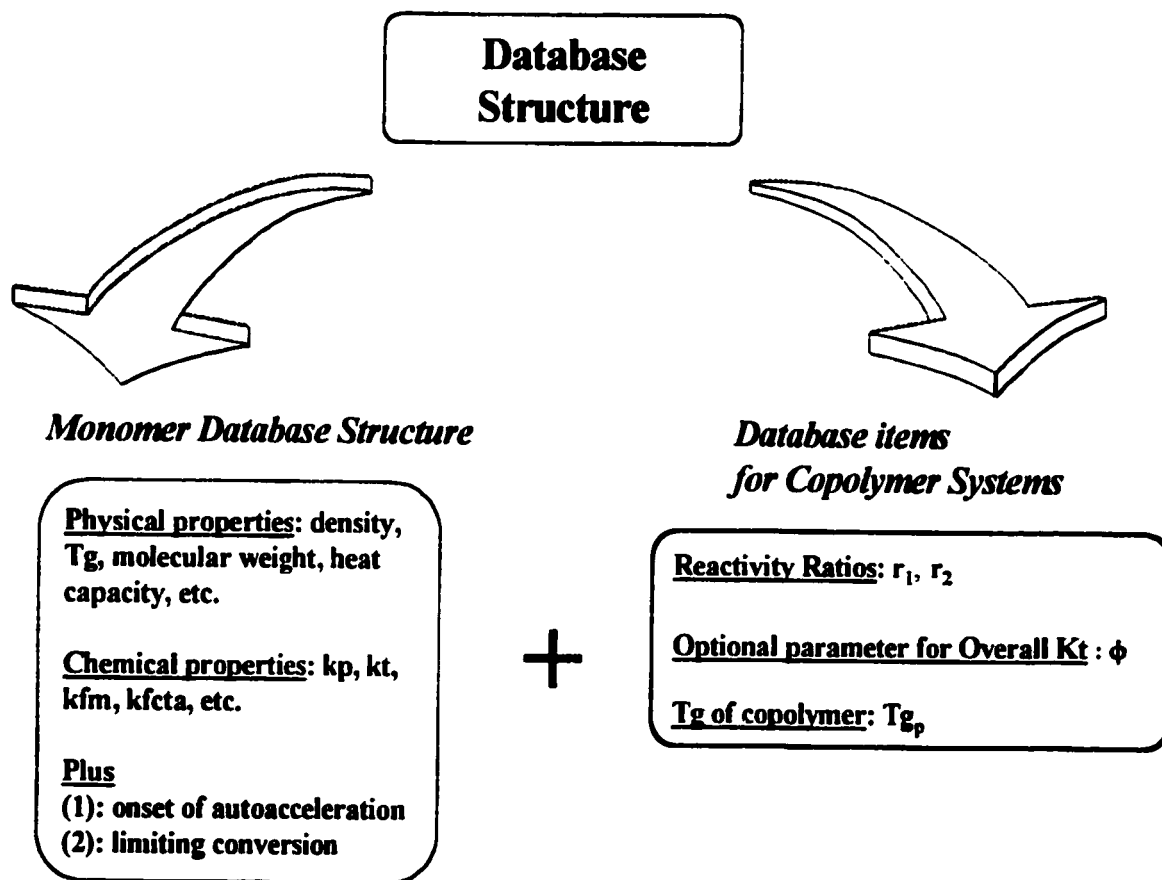 Database
Structure
Monomer Database Structure
Physical properties: density,
Tg, molecular weight, heat
capacity, etc.
Chemical properties: kp, kt,
kfm, kfcta, etc.
Plus
(1): onset of autoacceleration
(2): limiting conversion
+
Database items
for Copolymer Systems
Reactivity Ratios: r₁, r₂
Optional parameter for Overall Kt : ϕ
Tg of copolymer: Tgₚ